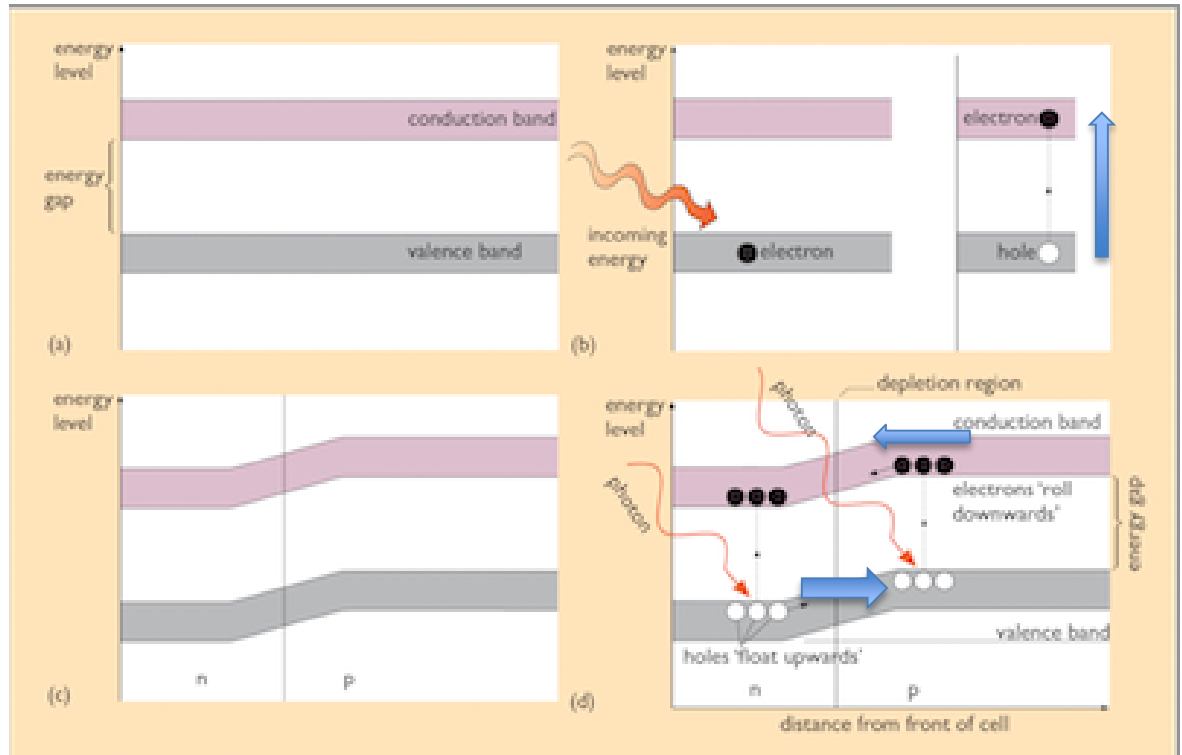 energy
level
conduction band
energy
gap
valence band
(a)
energy
level
electron
incoming
energy
electron
hole
(b)
energy
level
n
p
(c)
depletion region
photon
energy
level
conduction band
photon
electrons 'roll
downwards'
energy gap
valence band
holes 'float upwards'
n
p
(d)
distance from front of cell